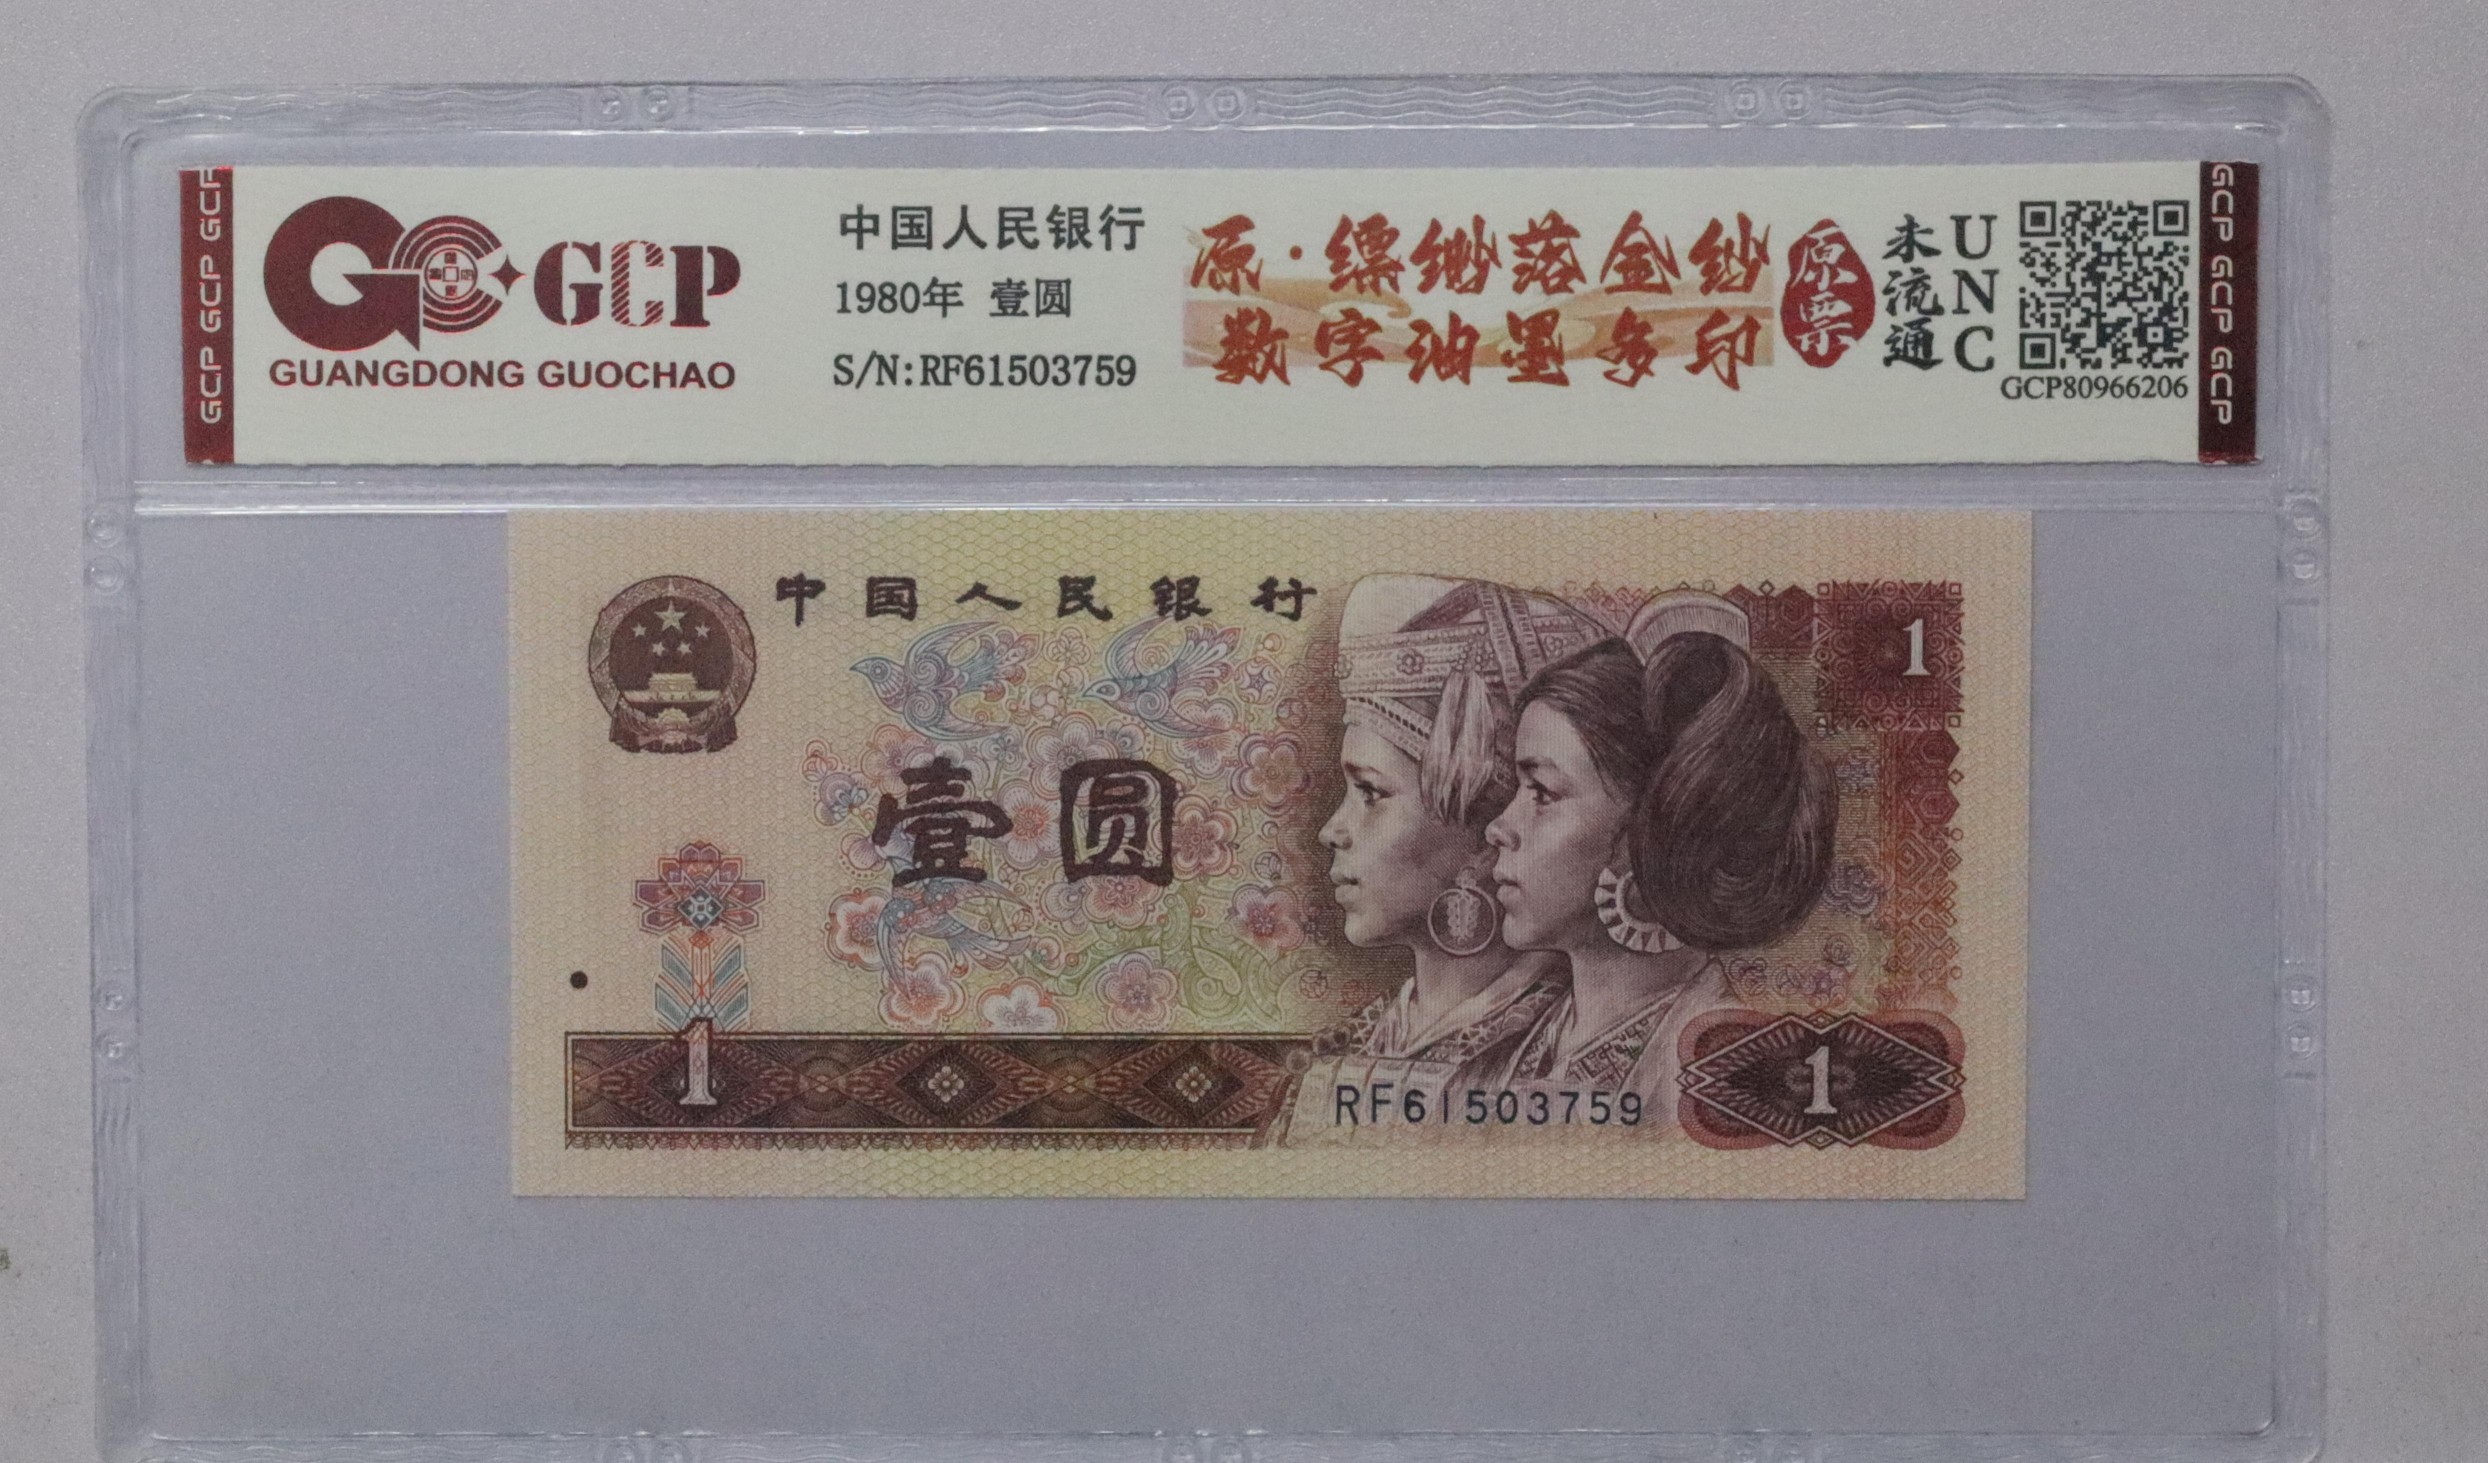 GCP GCP GCP
GCP
GUANGDONG GUOCHAO
中国人民银行
1980年 壹圆
S/N:RF61503759
原·缥缈落金纱
数字油墨多印
原票
未流通
UNC
GCP80966206
GCP GCP GCP
中国人民银行
1
壹圆
1
RF61503759
1